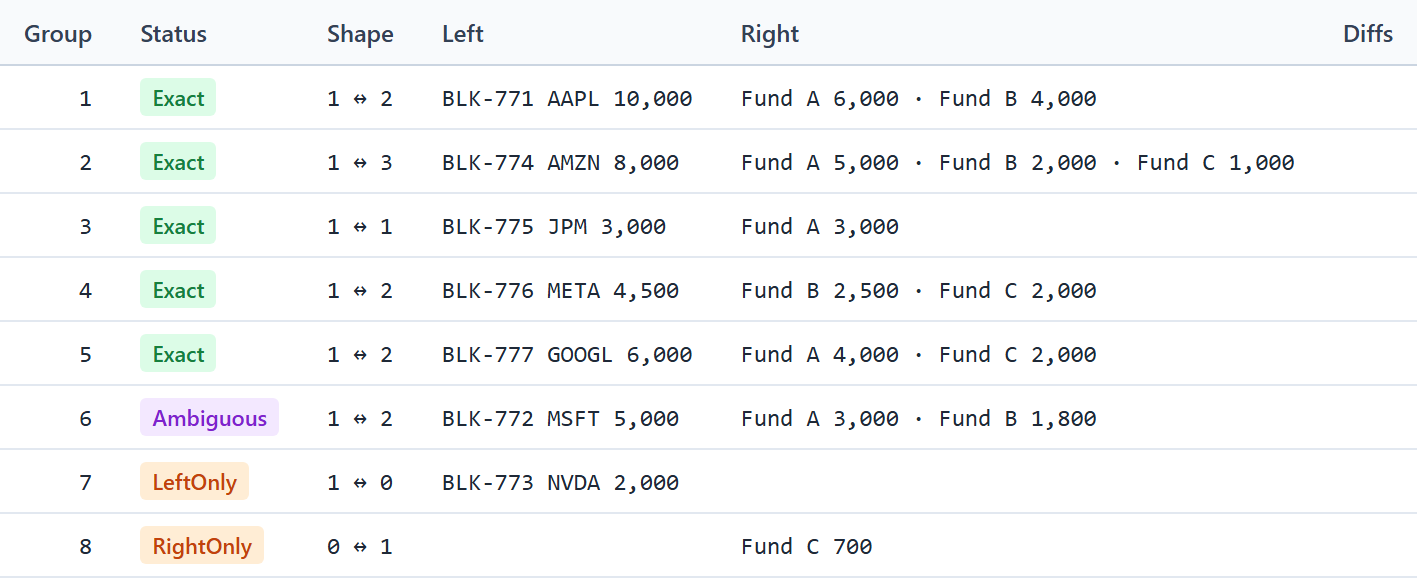 Group Status Shape Left Right Diffs
1 Exact 1 ↔ 2 BLK-771 AAPL 10,000 Fund A 6,000 · Fund B 4,000
2 Exact 1 ↔ 3 BLK-774 AMZN 8,000 Fund A 5,000 · Fund B 2,000 · Fund C 1,000
3 Exact 1 ↔ 1 BLK-775 JPM 3,000 Fund A 3,000
4 Exact 1 ↔ 2 BLK-776 META 4,500 Fund B 2,500 · Fund C 2,000
5 Exact 1 ↔ 2 BLK-777 GOOGL 6,000 Fund A 4,000 · Fund C 2,000
6 Ambiguous 1 ↔ 2 BLK-772 MSFT 5,000 Fund A 3,000 · Fund B 1,800
7 LeftOnly 1 ↔ 0 BLK-773 NVDA 2,000
8 RightOnly 0 ↔ 1 Fund C 700